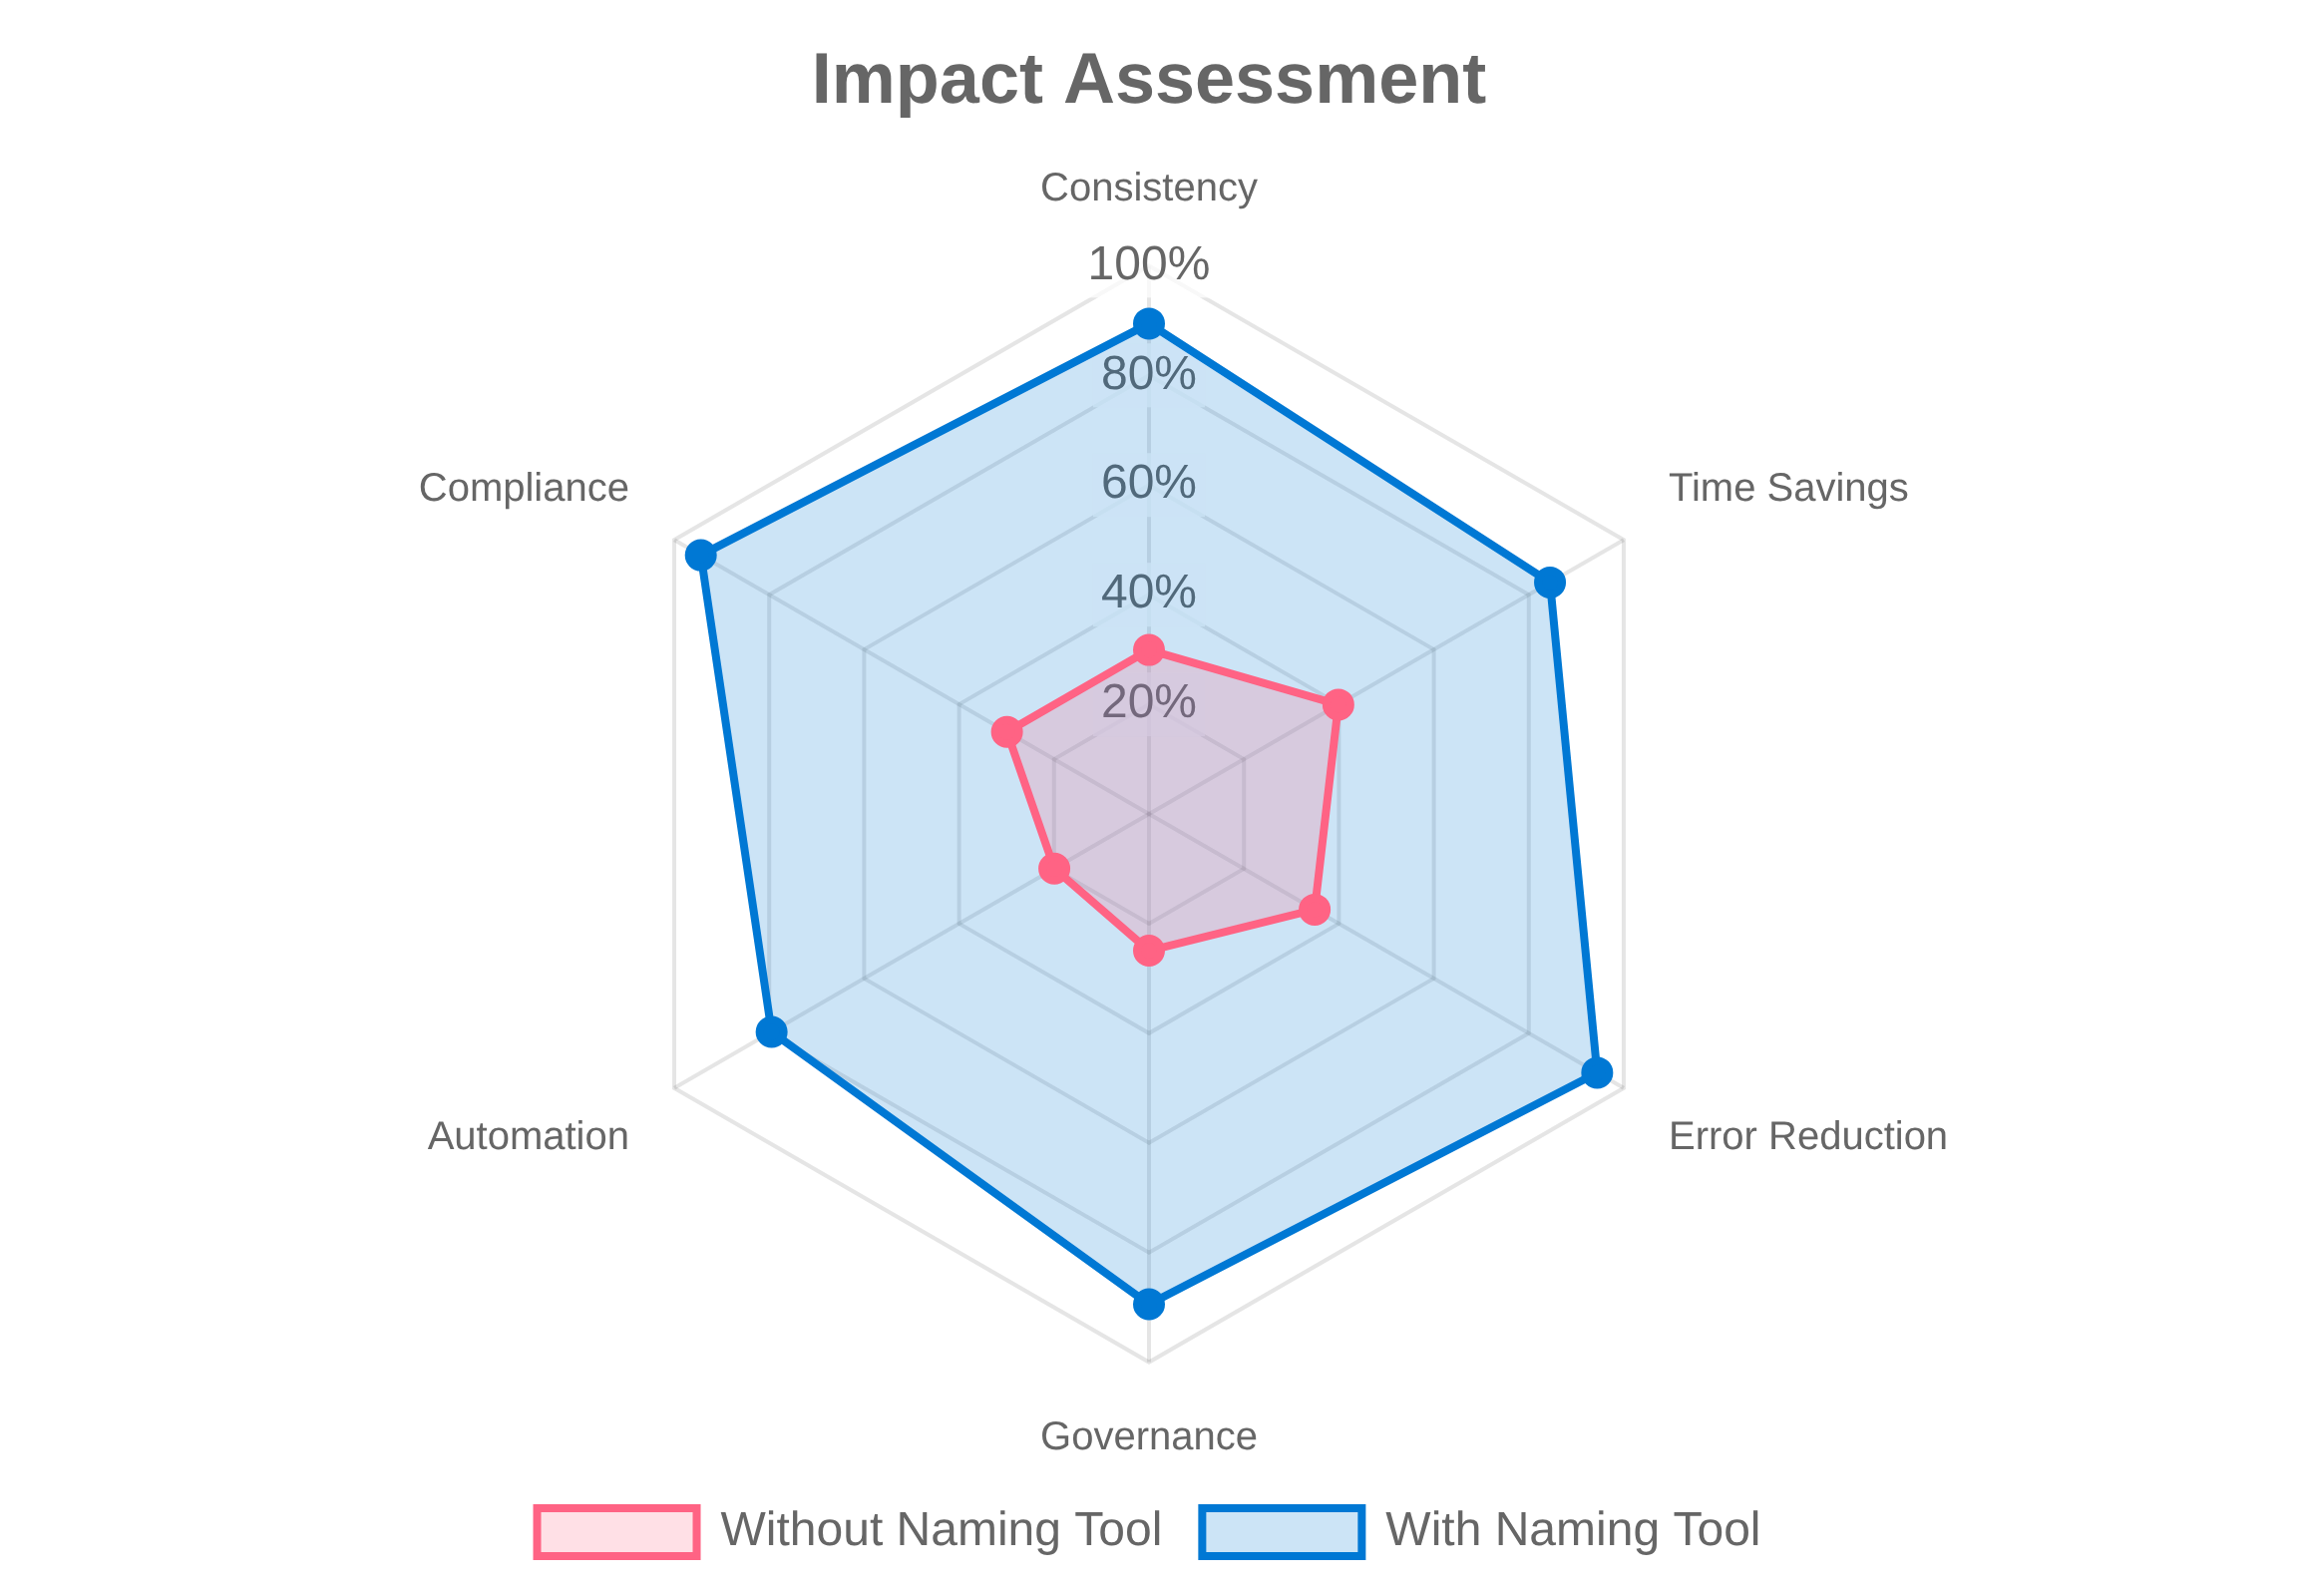 Impact Assessment
Consistency
100%
80%
60%
40%
20%
Compliance
Time Savings
Automation
Error Reduction
Governance
Without Naming Tool
With Naming Tool